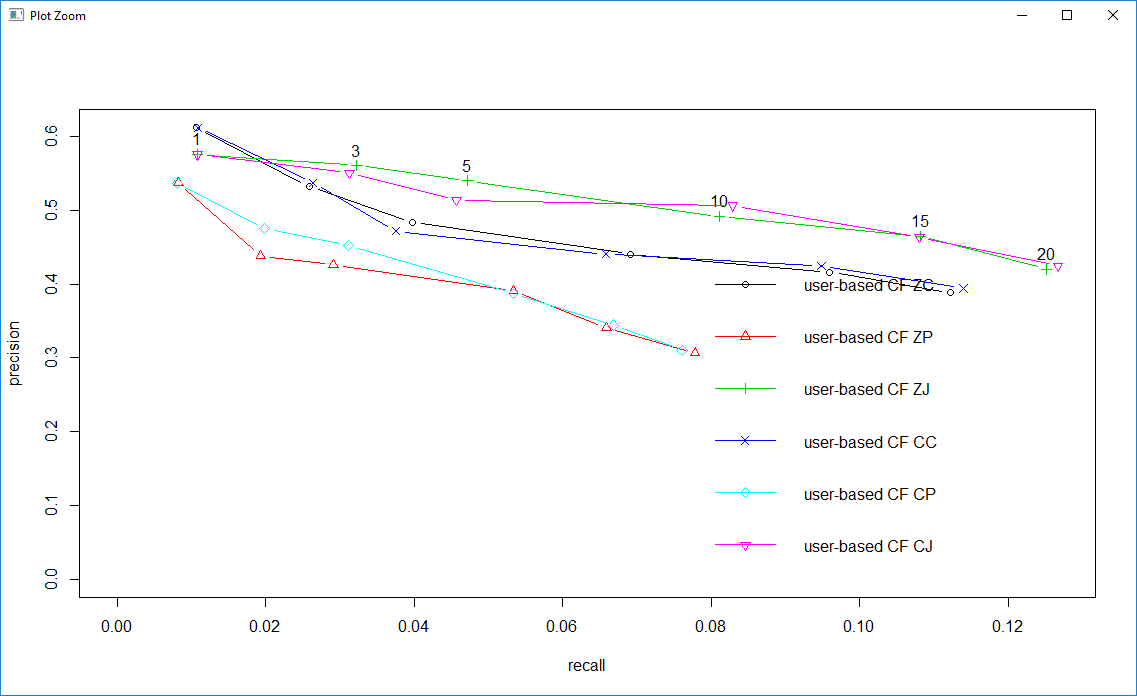 Plot Zoom
0.6
0.5
0.4
0.3
0.2
0.1
0.0
precision
1
3
5
10
15
20
user-based CF ZC
user-based CF ZP
user-based CF ZJ
user-based CF CC
user-based CF CP
user-based CF CJ
0.00 0.02 0.04 0.06 0.08 0.10 0.12
recall